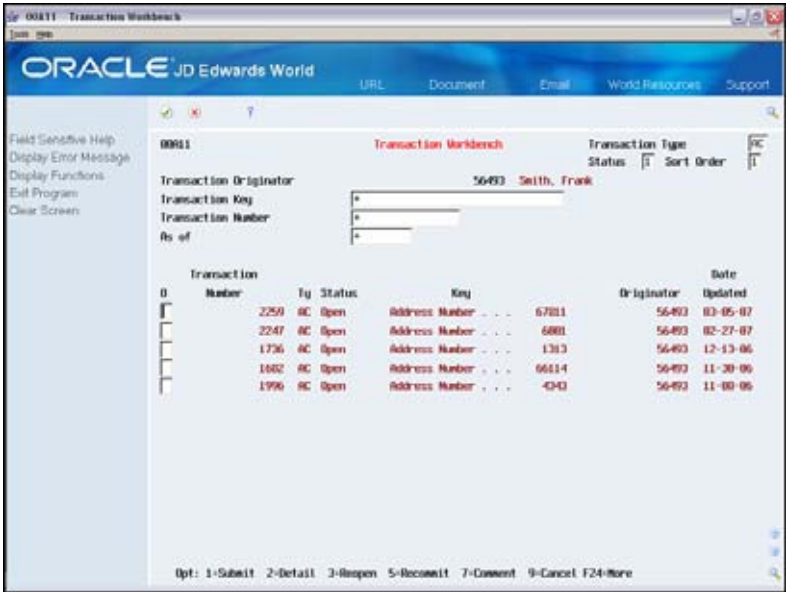 00A11 Transaction Workbench
Tools Help
ORACLE JD Edwards World
URL Document Email World Resources Support
Field Sensitive Help
Display Error Message
Display Functions
Exit Program
Clear Screen
00A11 Transaction Workbench Transaction Type AC
Status 1 Sort Order 1
Transaction Originator 56493 Smith, Frank
Transaction Key *
Transaction Number *
As of *
Transaction Date
O Number Ty Status Key Originator Updated
2259 AC Open Address Number . . . 67811 56493 03-05-07
2247 AC Open Address Number . . . 56493 02-27-07
1736 AC Open Address Number . . . 1313 56493 12-13-06
1602 AC Open Address Number . . . 66114 56493 11-30-06
1996 AC Open Address Number . . . 4343 56493 11-08-06
Opt: 1=Submit 2=Detail 3=Reopen 5=Recommit 7=Comment 9=Cancel F24=More